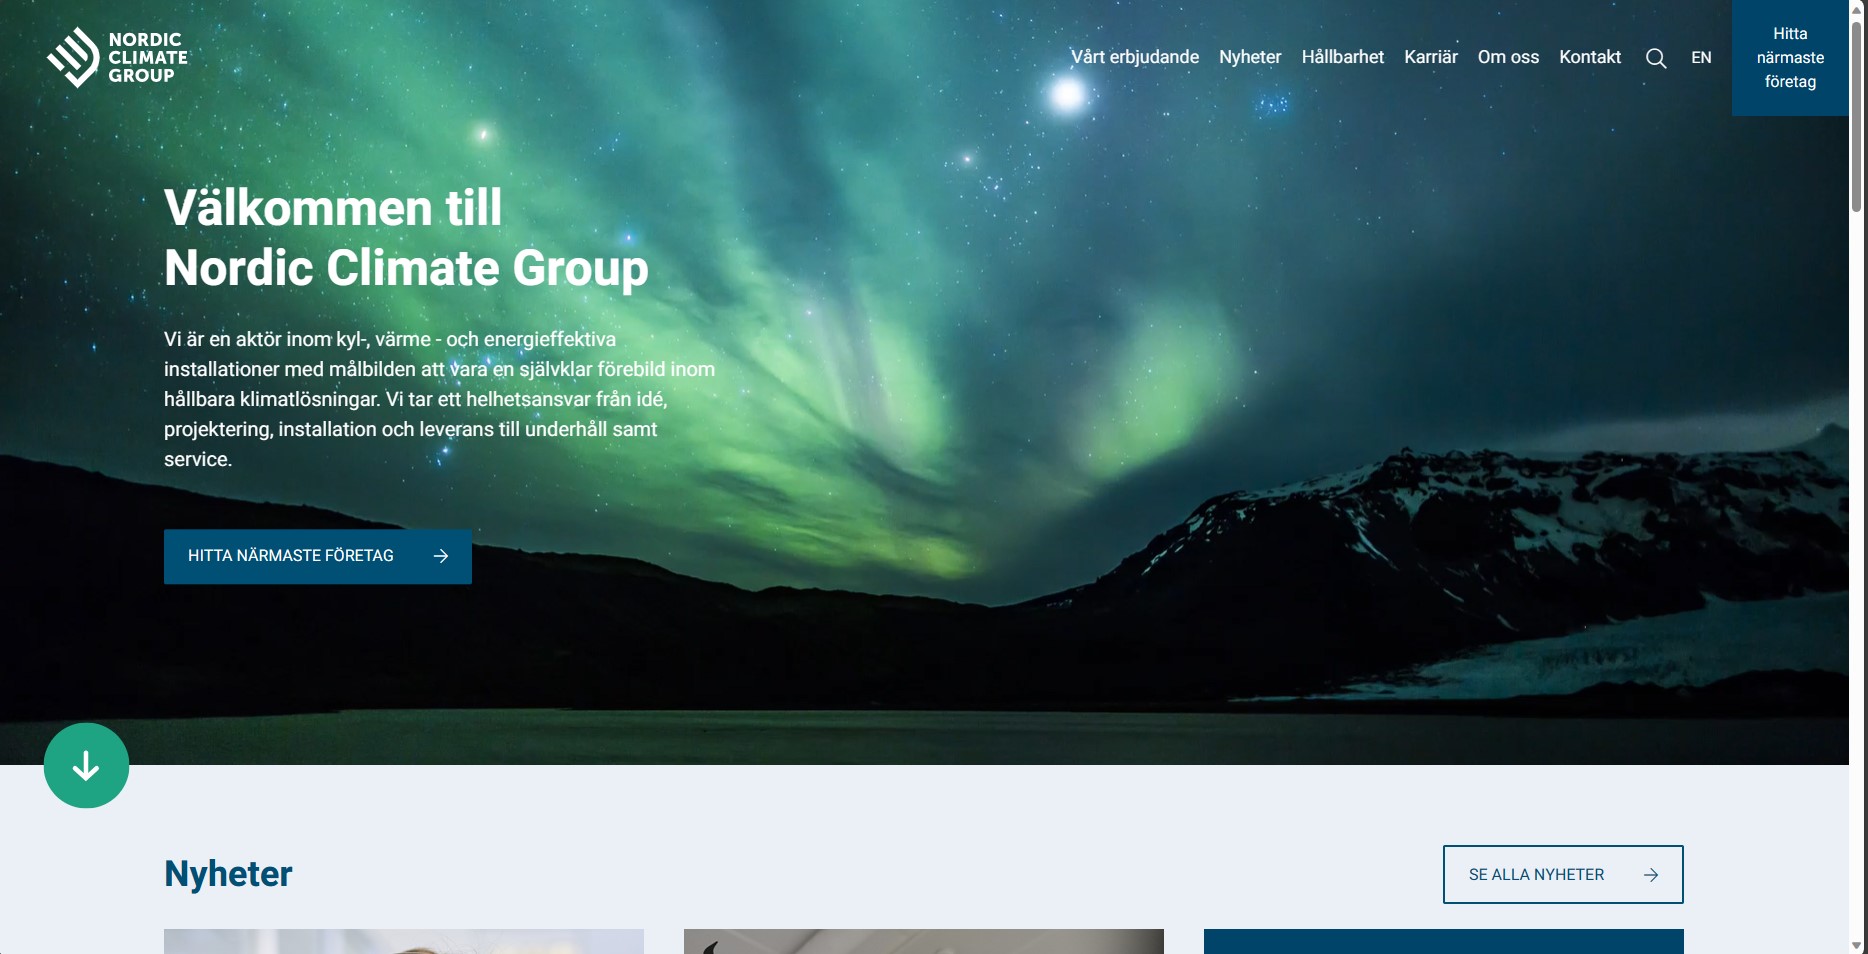 NORDIC
CLIMATE
GROUP
Vårt erbjudande Nyheter Hållbarhet Karriär Om oss Kontakt EN
Hitta
närmaste
företag
Välkommen till
Nordic Climate Group
Vi är en aktör inom kyl-, värme - och energieffektiva
installationer med målbilden att vara en självklar förebild inom
hållbara klimatlösningar. Vi tar ett helhetsansvar från idé,
projektering, installation och leverans till underhåll samt
service.
HITTA NÄRMASTE FÖRETAG
Nyheter
SE ALLA NYHETER